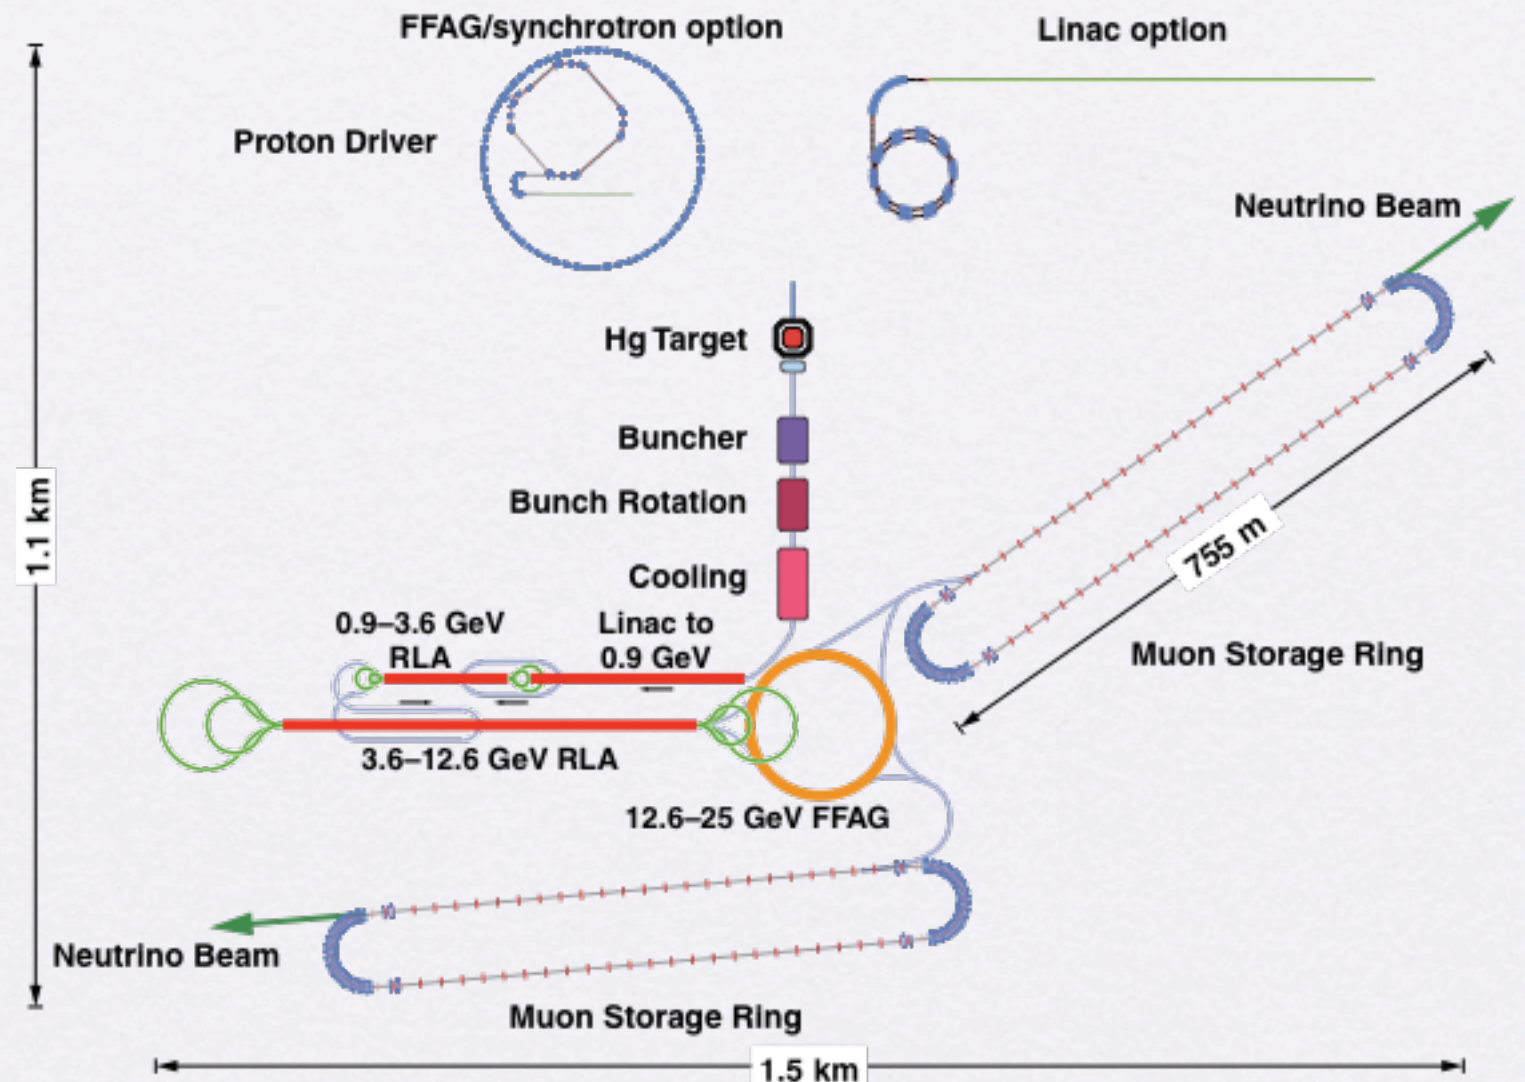 FFAG/synchrotron option
Linac option
Proton Driver
Neutrino Beam
Hg Target
Buncher
1.1 km
Bunch Rotation
755 m
Cooling
0.9–3.6 GeV
RLA
Linac to
0.9 GeV
Muon Storage Ring
3.6–12.6 GeV RLA
12.6–25 GeV FFAG
Neutrino Beam
Muon Storage Ring
1.5 km